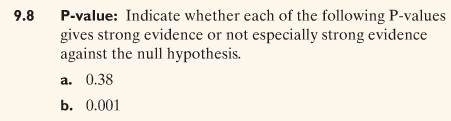 9.8 P-value: Indicate whether each of the following P-values
gives strong evidence or not especially strong evidence
against the null hypothesis.
a. 0.38
b. 0.001